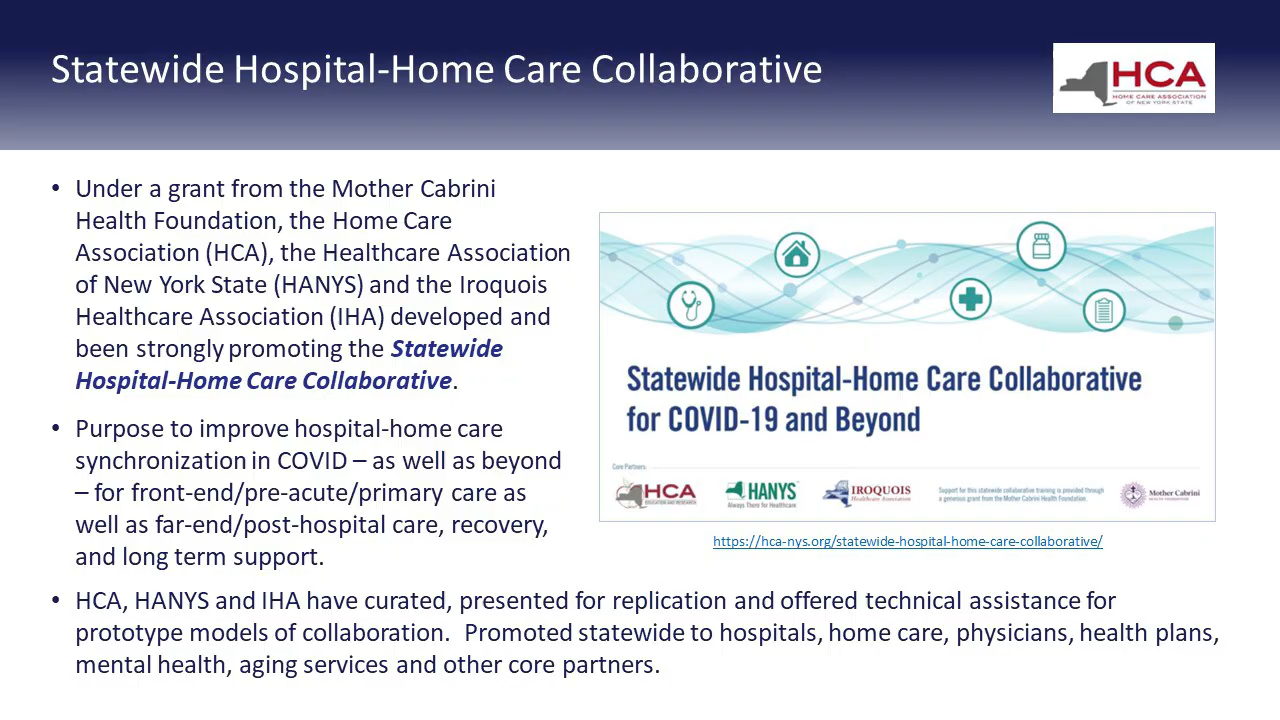 Statewide Hospital-Home Care Collaborative
HCA
HOME CARE ASSOCIATION
OF NEW YORK STATE
• Under a grant from the Mother Cabrini
Health Foundation, the Home Care
Association (HCA), the Healthcare Association
of New York State (HANYS) and the Iroquois
Healthcare Association (IHA) developed and
been strongly promoting the Statewide
Hospital-Home Care Collaborative.
• Purpose to improve hospital-home care
synchronization in COVID – as well as beyond
– for front-end/pre-acute/primary care as
well as far-end/post-hospital care, recovery,
and long term support.
Statewide Hospital-Home Care Collaborative
for COVID-19 and Beyond
Core Partners:
HCA
EDUCATION AND RESEARCH
HANYS
Always There for Healthcare
IROQUOIS
Healthcare Association
Support for this statewide collaborative training is provided through
a generous grant from the Mother Cabrini Health Foundation.
Mother Cabrini
HEALTH FOUNDATION
https://hca-nys.org/statewide-hospital-home-care-collaborative/
• HCA, HANYS and IHA have curated, presented for replication and offered technical assistance for
prototype models of collaboration.  Promoted statewide to hospitals, home care, physicians, health plans,
mental health, aging services and other core partners.